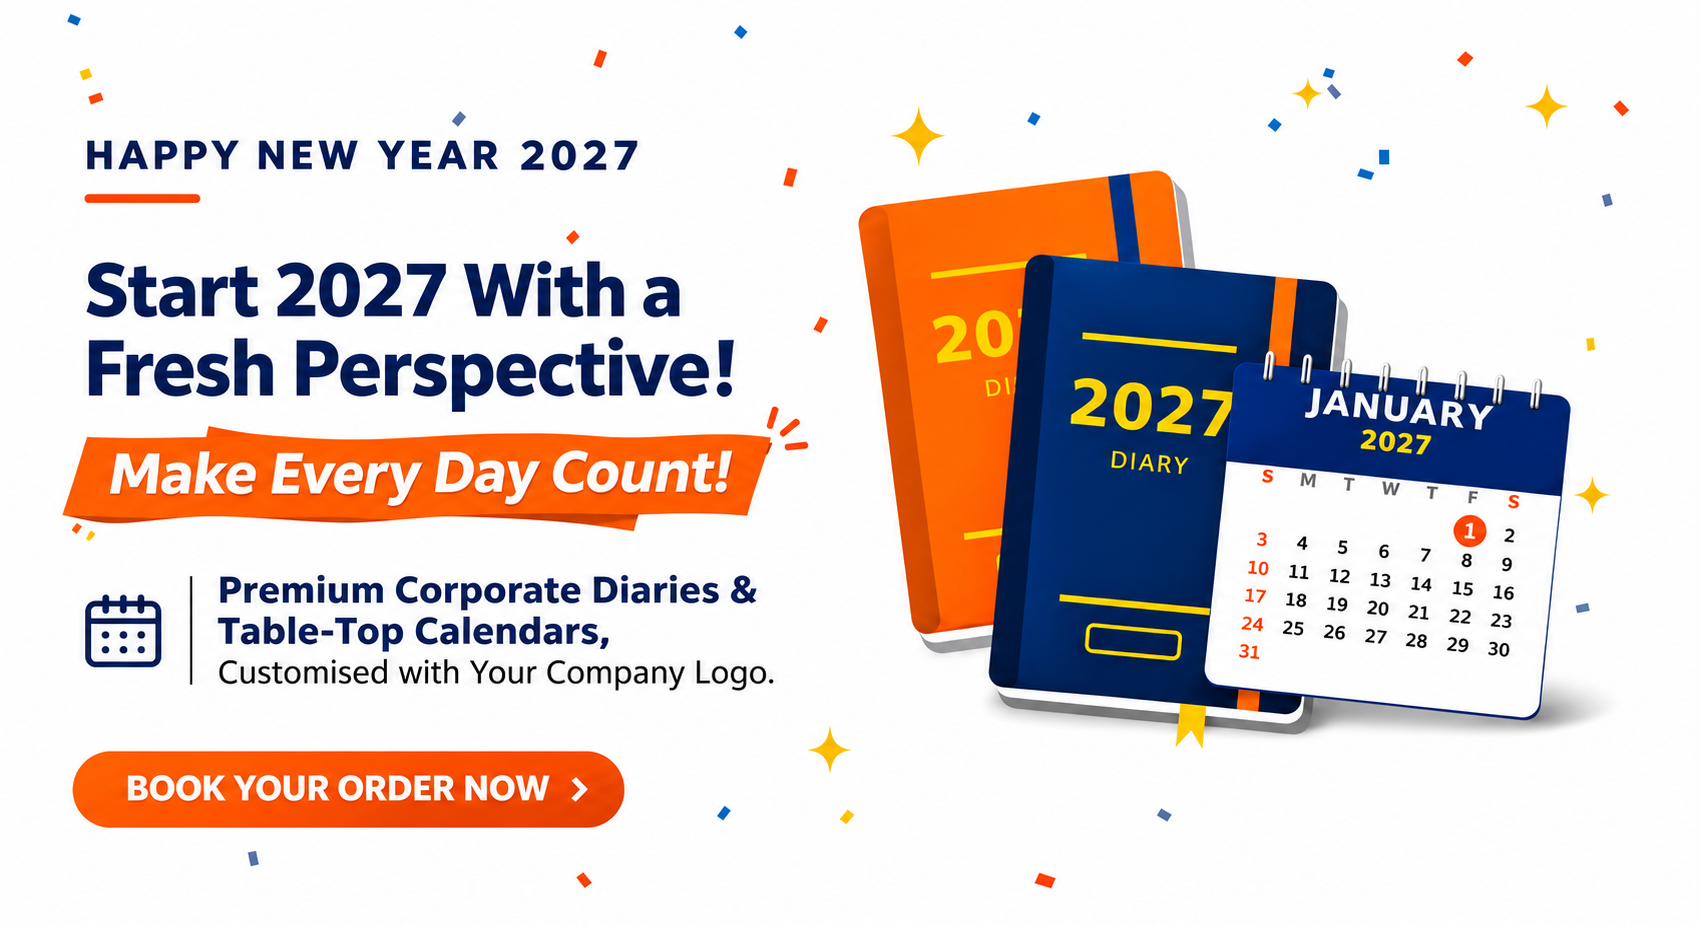 HAPPY NEW YEAR 2027
Start 2027 With a
Fresh Perspective!
Make Every Day Count!
Premium Corporate Diaries &
Table-Top Calendars,
Customised with Your Company Logo.
BOOK YOUR ORDER NOW
2027
DIARY
JANUARY
2027
S M T W T F S
1 2
3 4 5 6 7 8 9
10 11 12 13 14 15 16
17 18 19 20 21 22 23
24 25 26 27 28 29 30
31